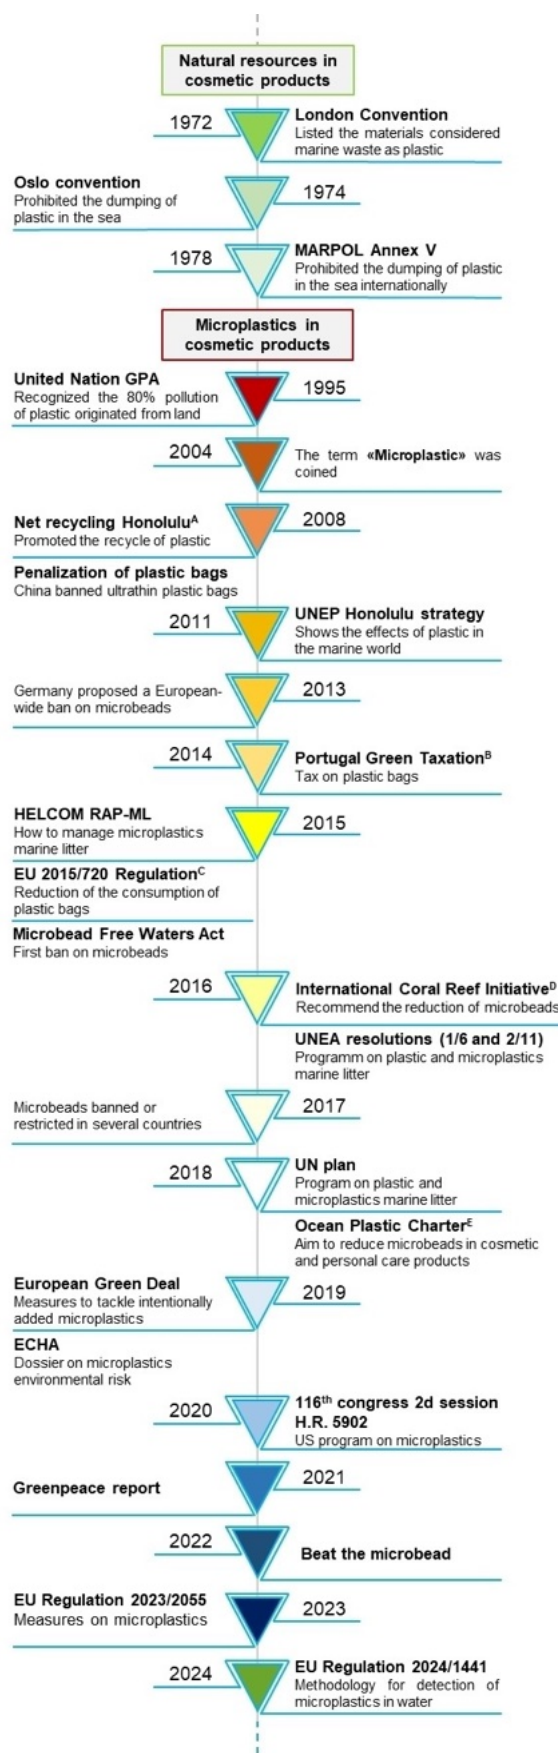 Natural resources in
cosmetic products
1972
London Convention
Listed the materials considered
marine waste as plastic
Oslo convention
Prohibited the dumping of
plastic in the sea
1974
1978
MARPOL Annex V
Prohibited the dumping of plastic
in the sea internationally
Microplastics in
cosmetic products
United Nation GPA
Recognized the 80% pollution
of plastic originated from land
1995
2004
The term «Microplastic» was
coined
Net recycling Honoluluᴬ
Promoted the recycle of plastic
2008
Penalization of plastic bags
China banned ultrathin plastic bags
2011
UNEP Honolulu strategy
Shows the effects of plastic in
the marine world
Germany proposed a European-
wide ban on microbeads
2013
2014
Portugal Green Taxationᴮ
Tax on plastic bags
HELCOM RAP-ML
How to manage microplastics
marine litter
2015
EU 2015/720 Regulationᶜ
Reduction of the consumption of
plastic bags
Microbead Free Waters Act
First ban on microbeads
2016
International Coral Reef Initiativeᴰ
Recommend the reduction of microbeads
UNEA resolutions (1/6 and 2/11)
Programm on plastic and microplastics
marine litter
Microbeads banned or
restricted in several countries
2017
2018
UN plan
Program on plastic and
microplastics marine litter
Ocean Plastic Charterᴱ
Aim to reduce microbeads in cosmetic
and personal care products
European Green Deal
Measures to tackle intentionally
added microplastics
2019
ECHA
Dossier on microplastics
environmental risk
2020
116th congress 2d session
H.R. 5902
US program on microplastics
Greenpeace report
2021
2022
Beat the microbead
EU Regulation 2023/2055
Measures on microplastics
2023
2024
EU Regulation 2024/1441
Methodology for detection of
microplastics in water